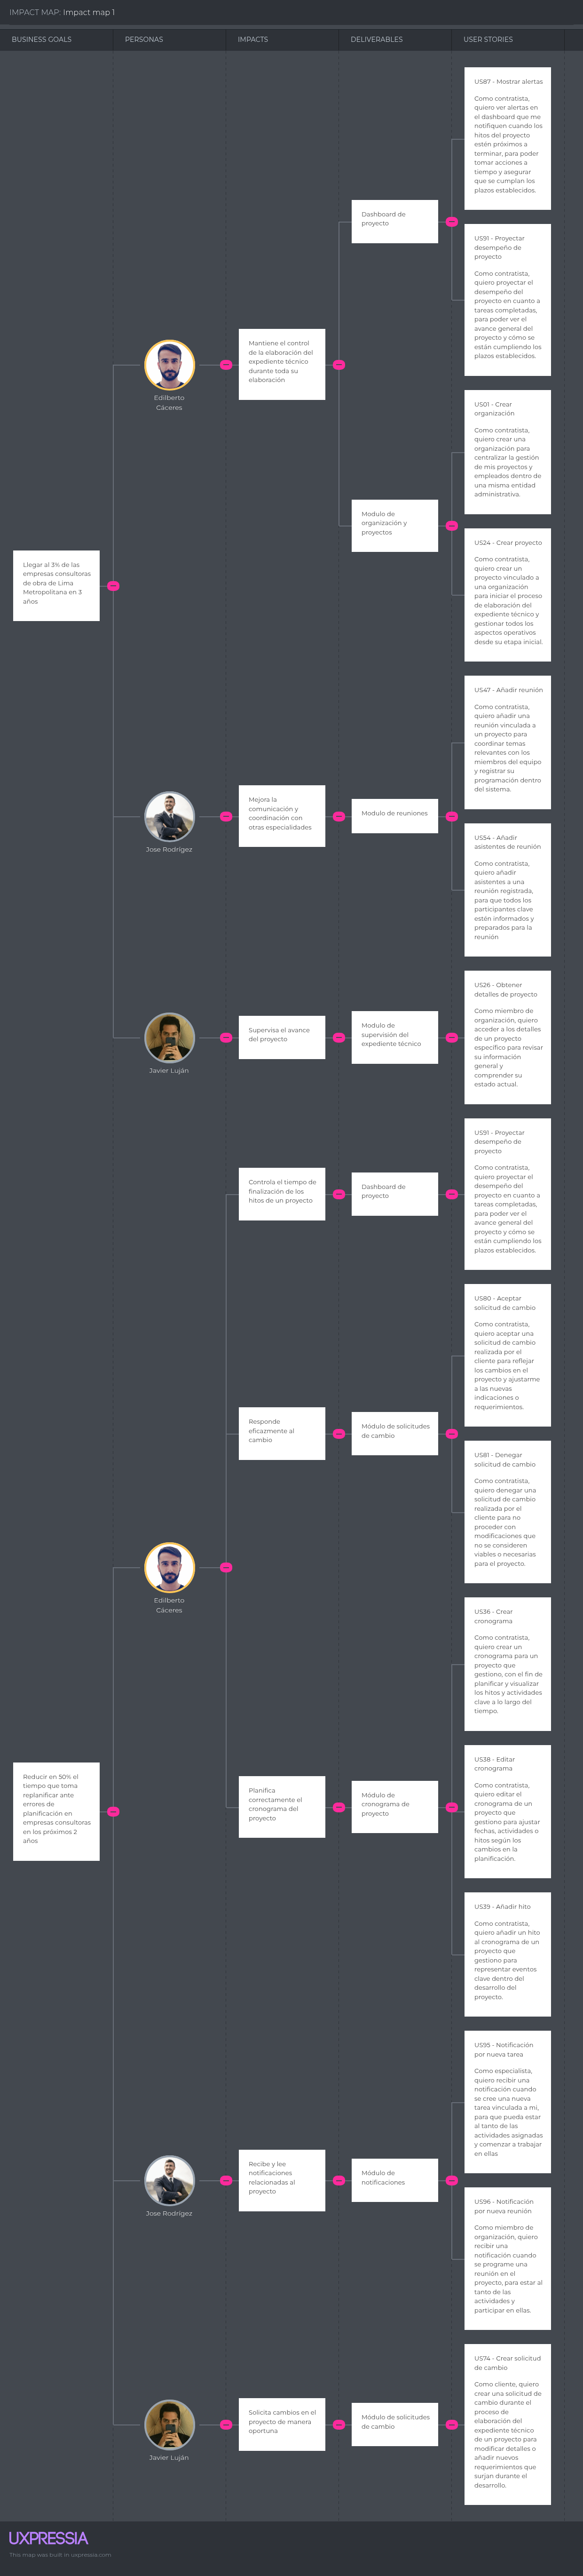 IMPACT MAP: Impact map 1
BUSINESS GOALS
PERSONAS
IMPACTS
DELIVERABLES
USER STORIES
Llegar al 3% de las
empresas consultoras
de obra de Lima
Metropolitana en 3
años
Edilberto
Cáceres
Mantiene el control
de la elaboración del
expediente técnico
durante toda su
elaboración
Dashboard de
proyecto
US87 - Mostrar alertas
Como contratista,
quiero ver alertas en
el dashboard que me
notifiquen cuando los
hitos del proyecto
estén próximos a
terminar, para poder
tomar acciones a
tiempo y asegurar
que se cumplan los
plazos establecidos.
US91 - Proyectar
desempeño de
proyecto
Como contratista,
quiero proyectar el
desempeño del
proyecto en cuanto a
tareas completadas,
para poder ver el
avance general del
proyecto y cómo se
están cumpliendo los
plazos establecidos.
Modulo de
organización y
proyectos
US01 - Crear
organización
Como contratista,
quiero crear una
organización para
centralizar la gestión
de mis proyectos y
empleados dentro de
una misma entidad
administrativa.
US24 - Crear proyecto
Como contratista,
quiero crear un
proyecto vinculado a
una organización
para iniciar el proceso
de elaboración del
expediente técnico y
gestionar todos los
aspectos operativos
desde su etapa inicial.
Jose Rodrígez
Mejora la
comunicación y
coordinación con
otras especialidades
Modulo de reuniones
US47 - Añadir reunión
Como contratista,
quiero añadir una
reunión vinculada a
un proyecto para
coordinar temas
relevantes con los
miembros del equipo
y registrar su
programación dentro
del sistema.
US54 - Añadir
asistentes de reunión
Como contratista,
quiero añadir
asistentes a una
reunión registrada,
para que todos los
participantes clave
estén informados y
preparados para la
reunión
Javier Luján
Supervisa el avance
del proyecto
Modulo de
supervisión del
expediente técnico
US26 - Obtener
detalles de proyecto
Como miembro de
organización, quiero
acceder a los detalles
de un proyecto
específico para revisar
su información
general y
comprender su
estado actual.
Reducir en 50% el
tiempo que toma
replanificar ante
errores de
planificación en
empresas consultoras
en los próximos 2
años
Edilberto
Cáceres
Controla el tiempo de
finalización de los
hitos de un proyecto
Dashboard de
proyecto
US91 - Proyectar
desempeño de
proyecto
Como contratista,
quiero proyectar el
desempeño del
proyecto en cuanto a
tareas completadas,
para poder ver el
avance general del
proyecto y cómo se
están cumpliendo los
plazos establecidos.
Responde
eficazmente al
cambio
Módulo de solicitudes
de cambio
US80 - Aceptar
solicitud de cambio
Como contratista,
quiero aceptar una
solicitud de cambio
realizada por el
cliente para reflejar
los cambios en el
proyecto y ajustarme
a las nuevas
indicaciones o
requerimientos.
US81 - Denegar
solicitud de cambio
Como contratista,
quiero denegar una
solicitud de cambio
realizada por el
cliente para no
proceder con
modificaciones que
no se consideren
viables o necesarias
para el proyecto.
Planifica
correctamente el
cronograma del
proyecto
Módulo de
cronograma de
proyecto
US36 - Crear
cronograma
Como contratista,
quiero crear un
cronograma para un
proyecto que
gestiono, con el fin de
planificar y visualizar
los hitos y actividades
clave a lo largo del
tiempo.
US38 - Editar
cronograma
Como contratista,
quiero editar el
cronograma de un
proyecto que
gestiono para ajustar
fechas, actividades o
hitos según los
cambios en la
planificación.
US39 - Añadir hito
Como contratista,
quiero añadir un hito
al cronograma de un
proyecto que
gestiono para
representar eventos
clave dentro del
desarrollo del
proyecto.
Jose Rodrígez
Recibe y lee
notificaciones
relacionadas al
proyecto
Módulo de
notificaciones
US95 - Notificación
por nueva tarea
Como especialista,
quiero recibir una
notificación cuando
se cree una nueva
tarea vinculada a mi,
para que pueda estar
al tanto de las
actividades asignadas
y comenzar a trabajar
en ellas
US96 - Notificación
por nueva reunión
Como miembro de
organización, quiero
recibir una
notificación cuando
se programe una
reunión en el
proyecto, para estar al
tanto de las
actividades y
participar en ellas.
Javier Luján
Solicita cambios en el
proyecto de manera
oportuna
Módulo de solicitudes
de cambio
US74 - Crear solicitud
de cambio
Como cliente, quiero
crear una solicitud de
cambio durante el
proceso de
elaboración del
expediente técnico
de un proyecto para
modificar detalles o
añadir nuevos
requerimientos que
surjan durante el
desarrollo.
UXPRESSIA
This map was built in uxpressia.com